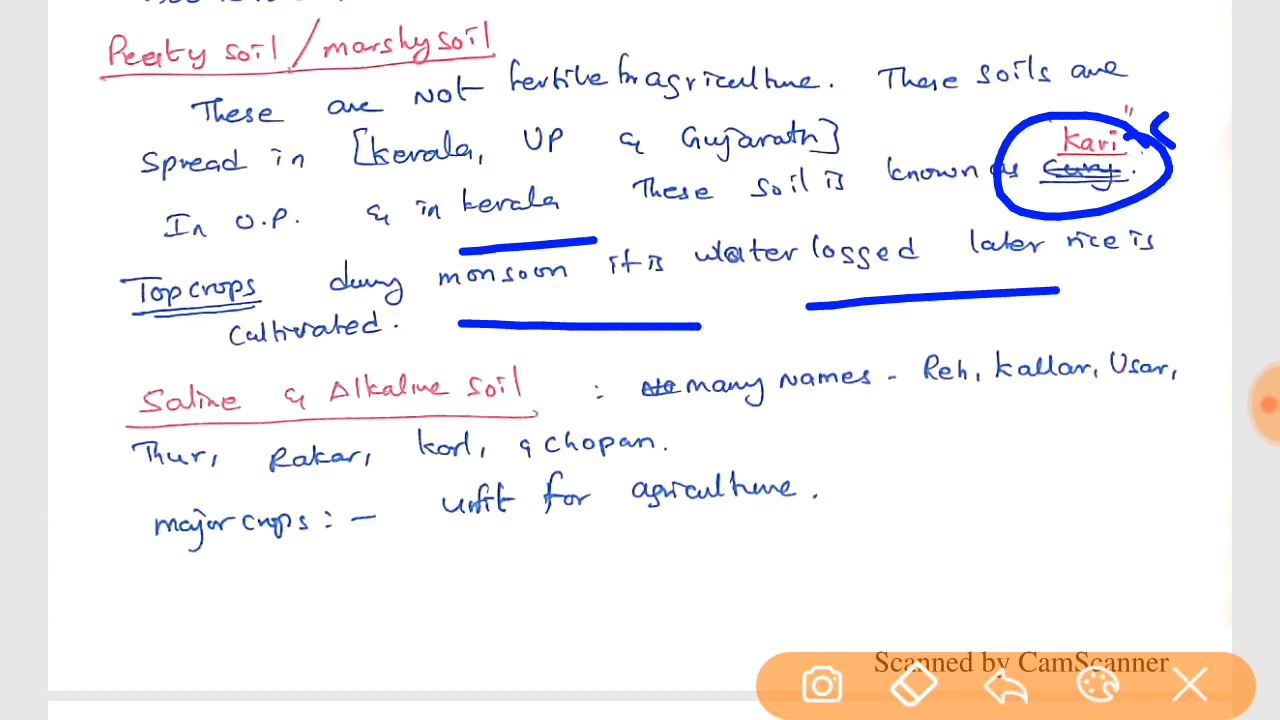 Peaty soil / marshy soil
These are not fertile for agriculture. These soils are
spread in [Kerala, UP & Gujarath]
Kari"
In U.P. & in Kerala These soil is known as curry.
Top crops during monsoon it is water logged later rice is
cultivated.
Saline & Alkaline soil : many names - Reh, Kallar, Usar,
Thur, Rakar, Karl, & Chopan.
major crops : - unfit for agriculture.
Scanned by CamScanner